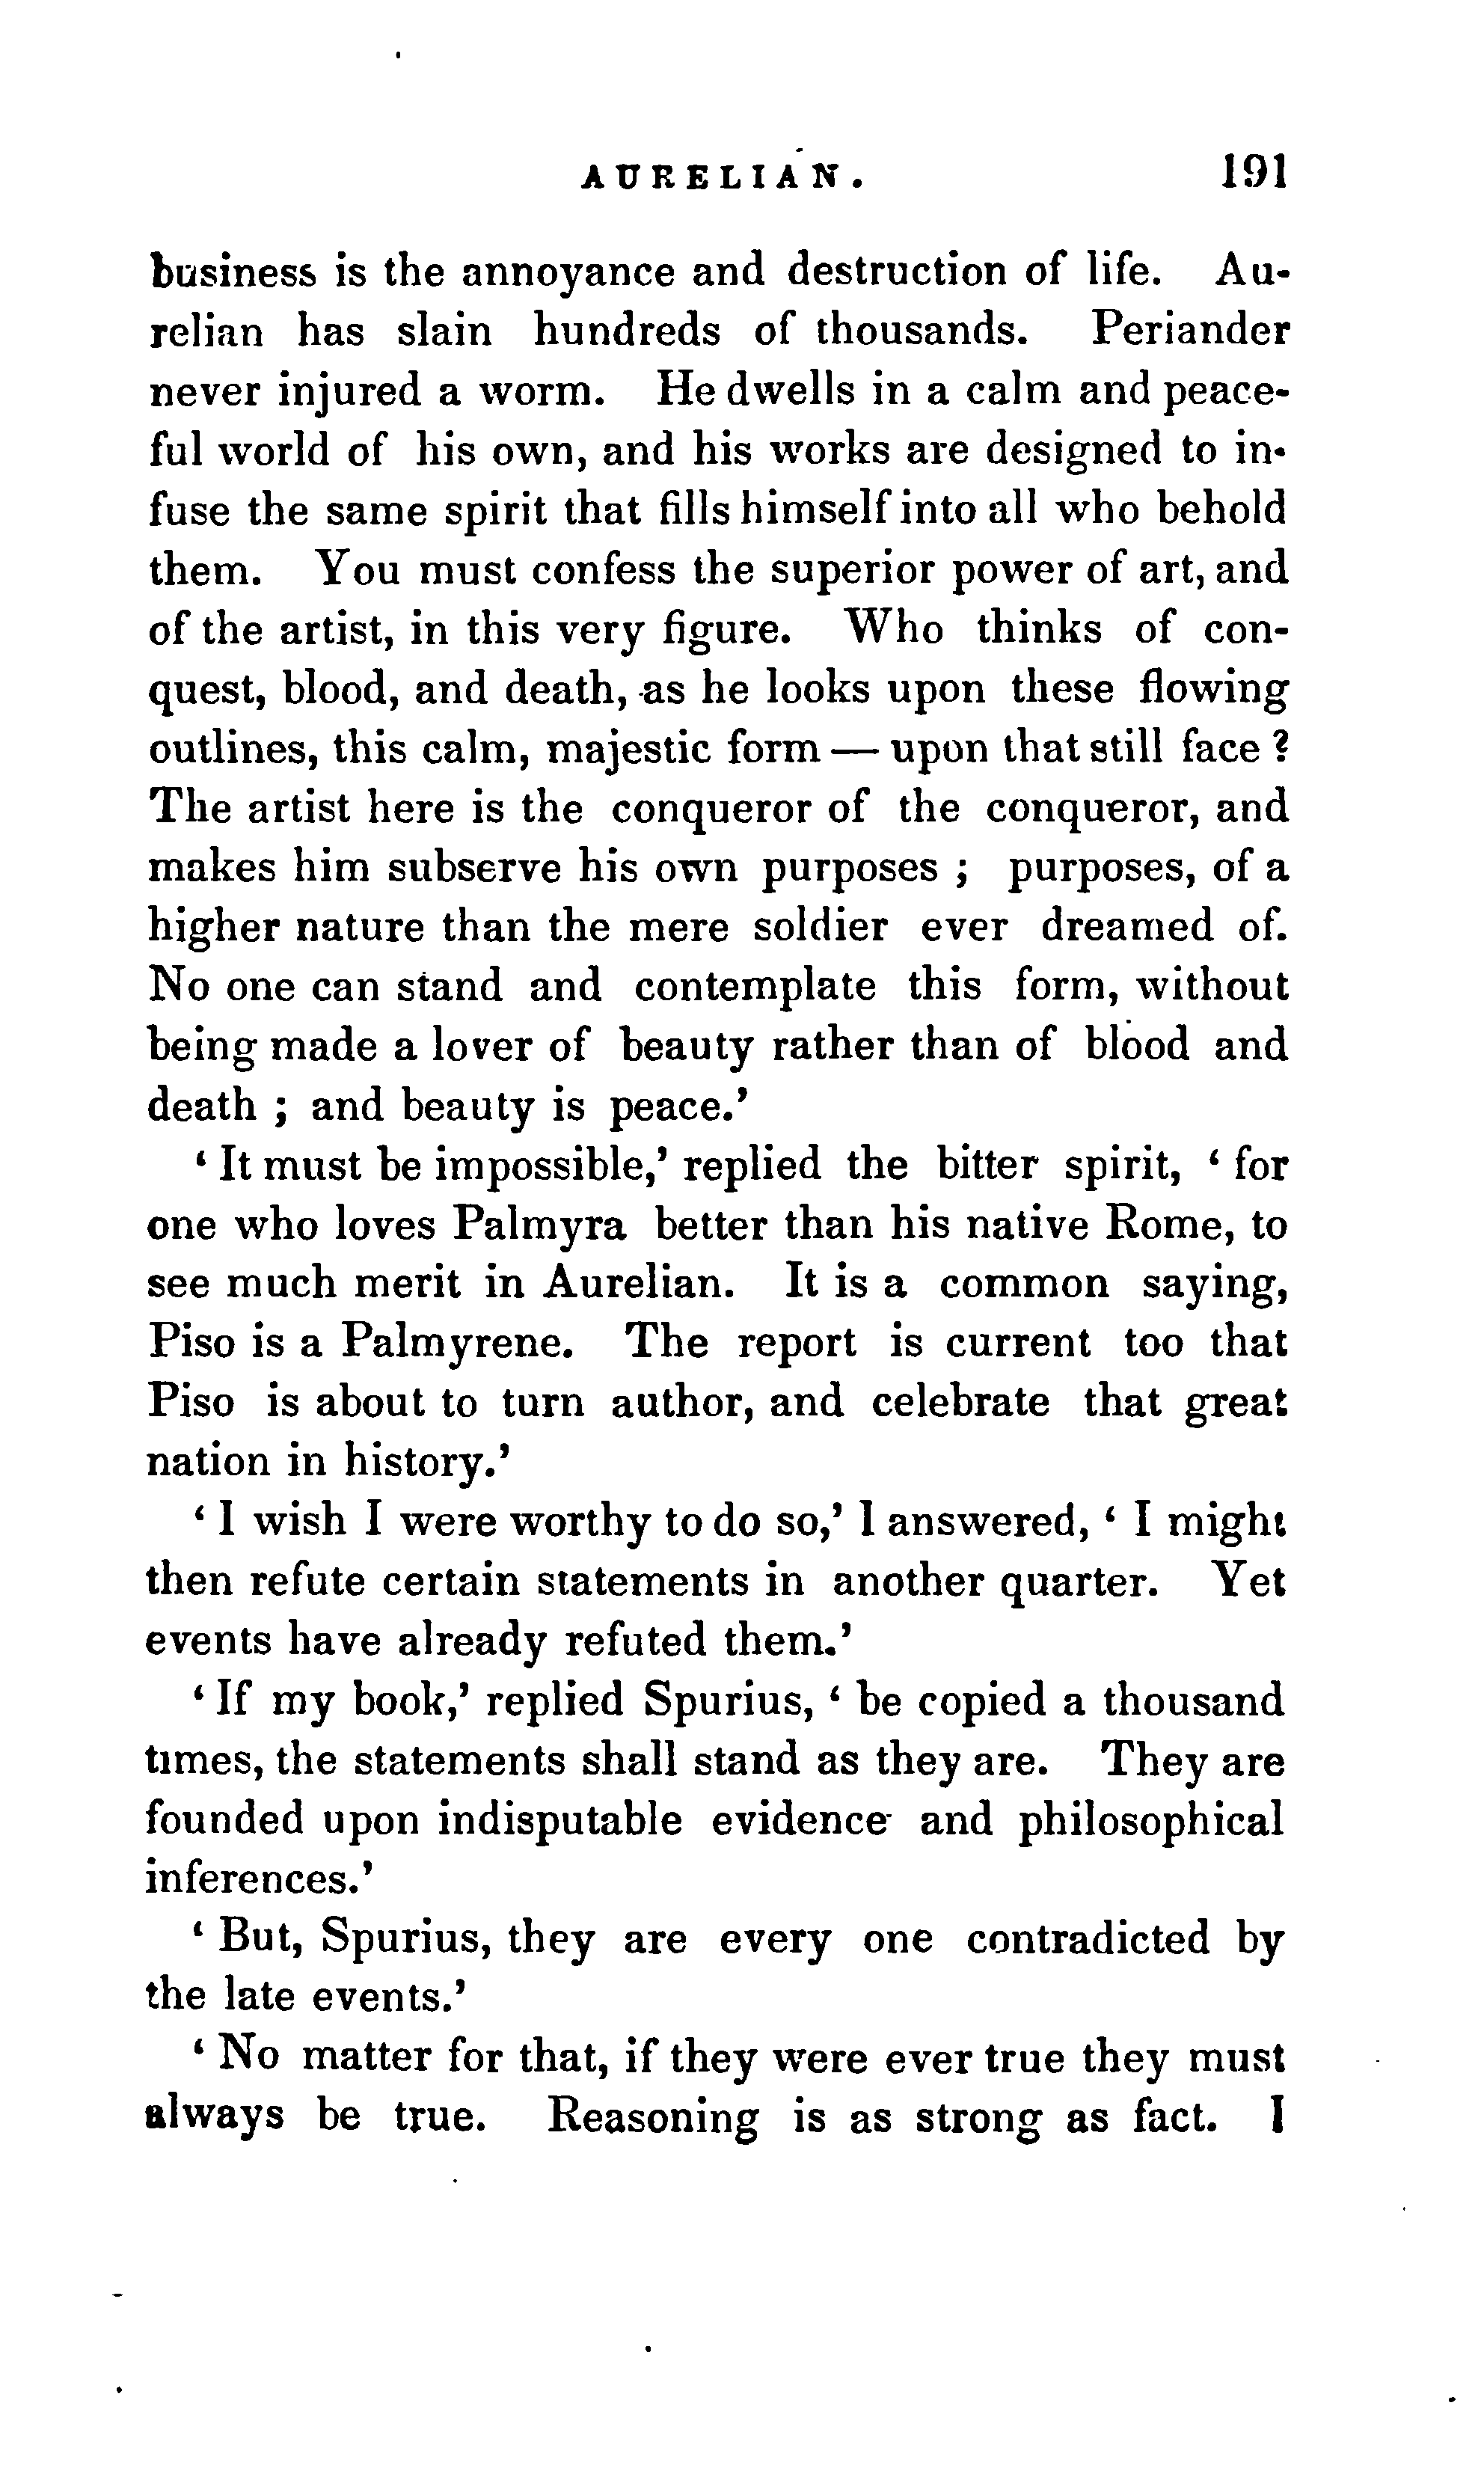 AURELIAN. 191
business is the annoyance and destruction of life. Au-
relian has slain hundreds of thousands. Periander
never injured a worm. He dwells in a calm and peace-
ful world of his own, and his works are designed to in-
fuse the same spirit that fills himself into all who behold
them. You must confess the superior power of art, and
of the artist, in this very figure. Who thinks of con-
quest, blood, and death, as he looks upon these flowing
outlines, this calm, majestic form — upon that still face ?
The artist here is the conqueror of the conqueror, and
makes him subserve his own purposes ; purposes, of a
higher nature than the mere soldier ever dreamed of.
No one can stand and contemplate this form, without
being made a lover of beauty rather than of blood and
death ; and beauty is peace.’
‘ It must be impossible,’ replied the bitter spirit, ‘ for
one who loves Palmyra better than his native Rome, to
see much merit in Aurelian. It is a common saying,
Piso is a Palmyrene. The report is current too that
Piso is about to turn author, and celebrate that great
nation in history.’
‘ I wish I were worthy to do so,’ I answered, ‘ I might
then refute certain statements in another quarter. Yet
events have already refuted them.’
‘ If my book,’ replied Spurius, ‘ be copied a thousand
times, the statements shall stand as they are. They are
founded upon indisputable evidence and philosophical
inferences.’
‘ But, Spurius, they are every one contradicted by
the late events.’
‘ No matter for that, if they were ever true they must
always be true. Reasoning is as strong as fact. I